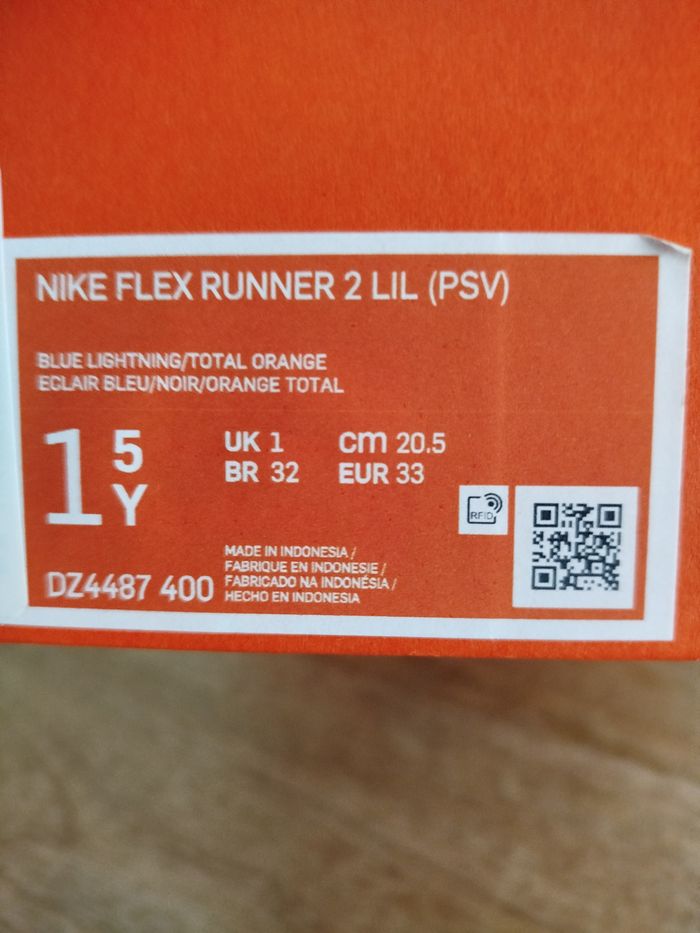 NIKE FLEX RUNNER 2 LIL (PSV)
BLUE LIGHTNING/TOTAL ORANGE
ECLAIR BLEU/NOIR/ORANGE TOTAL
1 5 Y
UK 1 cm 20.5
BR 32 EUR 33
RFID
MADE IN INDONESIA /
FABRIQUE EN INDONESIE /
FABRICADO NA INDONÉSIA /
HECHO EN INDONESIA
DZ4487 400